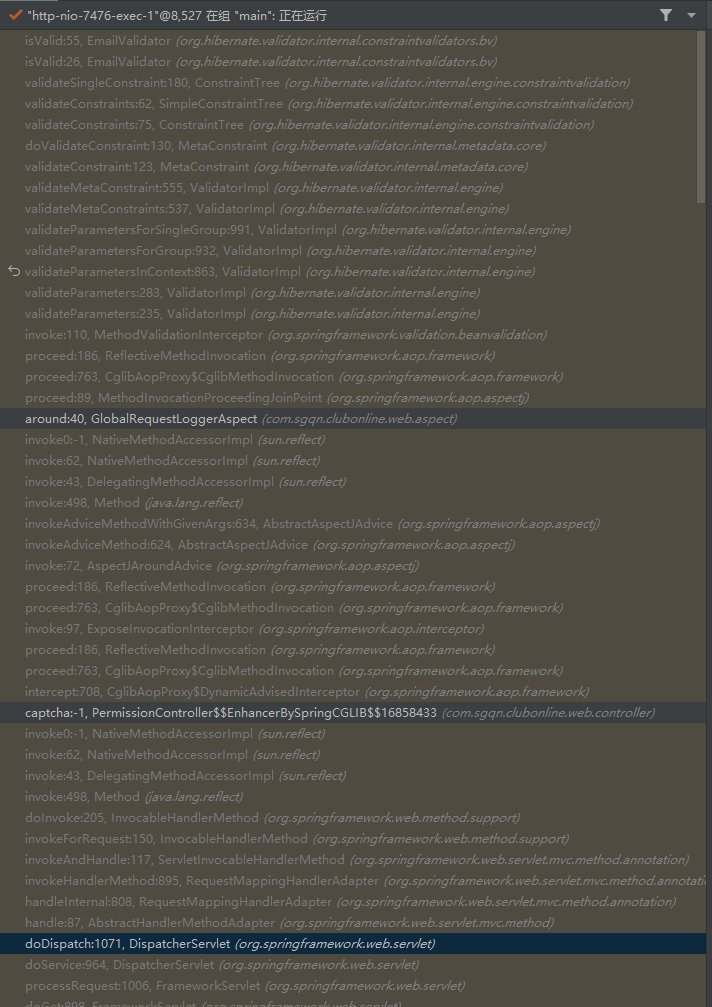 "http-nio-7476-exec-1"@8,527 在组 "main": 正在运行
isValid:55, EmailValidator (org.hibernate.validator.internal.constraintvalidators.bv)
isValid:26, EmailValidator (org.hibernate.validator.internal.constraintvalidators.bv)
validateSingleConstraint:180, ConstraintTree (org.hibernate.validator.internal.engine.constraintvalidation)
validateConstraints:62, SimpleConstraintTree (org.hibernate.validator.internal.engine.constraintvalidation)
validateConstraints:75, ConstraintTree (org.hibernate.validator.internal.engine.constraintvalidation)
doValidateConstraint:130, MetaConstraint (org.hibernate.validator.internal.metadata.core)
validateConstraint:123, MetaConstraint (org.hibernate.validator.internal.metadata.core)
validateMetaConstraint:555, ValidatorImpl (org.hibernate.validator.internal.engine)
validateMetaConstraints:537, ValidatorImpl (org.hibernate.validator.internal.engine)
validateParametersForSingleGroup:991, ValidatorImpl (org.hibernate.validator.internal.engine)
validateParametersForGroup:932, ValidatorImpl (org.hibernate.validator.internal.engine)
validateParametersInContext:863, ValidatorImpl (org.hibernate.validator.internal.engine)
validateParameters:283, ValidatorImpl (org.hibernate.validator.internal.engine)
validateParameters:235, ValidatorImpl (org.hibernate.validator.internal.engine)
invoke:110, MethodValidationInterceptor (org.springframework.validation.beanvalidation)
proceed:186, ReflectiveMethodInvocation (org.springframework.aop.framework)
proceed:763, CglibAopProxy$CglibMethodInvocation (org.springframework.aop.framework)
proceed:89, MethodInvocationProceedingJoinPoint (org.springframework.aop.aspectj)
around:40, GlobalRequestLoggerAspect (com.sgqn.clubonline.web.aspect)
invoke0:-1, NativeMethodAccessorImpl (sun.reflect)
invoke:62, NativeMethodAccessorImpl (sun.reflect)
invoke:43, DelegatingMethodAccessorImpl (sun.reflect)
invoke:498, Method (java.lang.reflect)
invokeAdviceMethodWithGivenArgs:634, AbstractAspectJAdvice (org.springframework.aop.aspectj)
invokeAdviceMethod:624, AbstractAspectJAdvice (org.springframework.aop.aspectj)
invoke:72, AspectJAroundAdvice (org.springframework.aop.aspectj)
proceed:186, ReflectiveMethodInvocation (org.springframework.aop.framework)
proceed:763, CglibAopProxy$CglibMethodInvocation (org.springframework.aop.framework)
invoke:97, ExposeInvocationInterceptor (org.springframework.aop.interceptor)
proceed:186, ReflectiveMethodInvocation (org.springframework.aop.framework)
proceed:763, CglibAopProxy$CglibMethodInvocation (org.springframework.aop.framework)
intercept:708, CglibAopProxy$DynamicAdvisedInterceptor (org.springframework.aop.framework)
captcha:-1, PermissionController$$EnhancerBySpringCGLIB$$16858433 (com.sgqn.clubonline.web.controller)
invoke0:-1, NativeMethodAccessorImpl (sun.reflect)
invoke:62, NativeMethodAccessorImpl (sun.reflect)
invoke:43, DelegatingMethodAccessorImpl (sun.reflect)
invoke:498, Method (java.lang.reflect)
doInvoke:205, InvocableHandlerMethod (org.springframework.web.method.support)
invokeForRequest:150, InvocableHandlerMethod (org.springframework.web.method.support)
invokeAndHandle:117, ServletInvocableHandlerMethod (org.springframework.web.servlet.mvc.method.annotation)
invokeHandlerMethod:895, RequestMappingHandlerAdapter (org.springframework.web.servlet.mvc.method.annotati
handleInternal:808, RequestMappingHandlerAdapter (org.springframework.web.servlet.mvc.method.annotation)
handle:87, AbstractHandlerMethodAdapter (org.springframework.web.servlet.mvc.method)
doDispatch:1071, DispatcherServlet (org.springframework.web.servlet)
doService:964, DispatcherServlet (org.springframework.web.servlet)
processRequest:1006, FrameworkServlet (org.springframework.web.servlet)
doGet:898, FrameworkServlet (org.springframework.web.servlet)